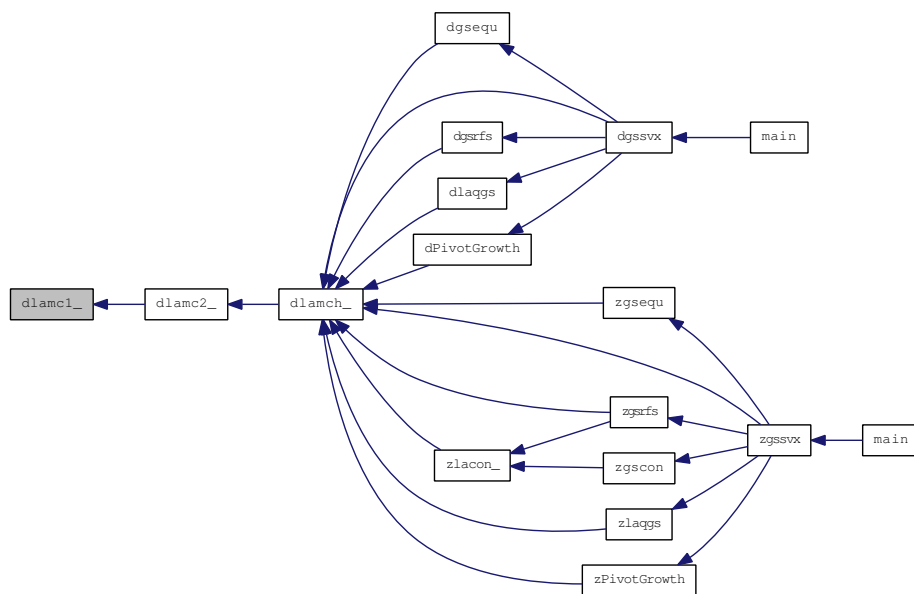 dgsequ
dgsrfs
dgssvx
main
dlaqgs
dPivotGrowth
dlamc1_
dlamc2_
dlamch_
zgsequ
zgsrfs
zgssvx
main
zlacon_
zgscon
zlaqgs
zPivotGrowth